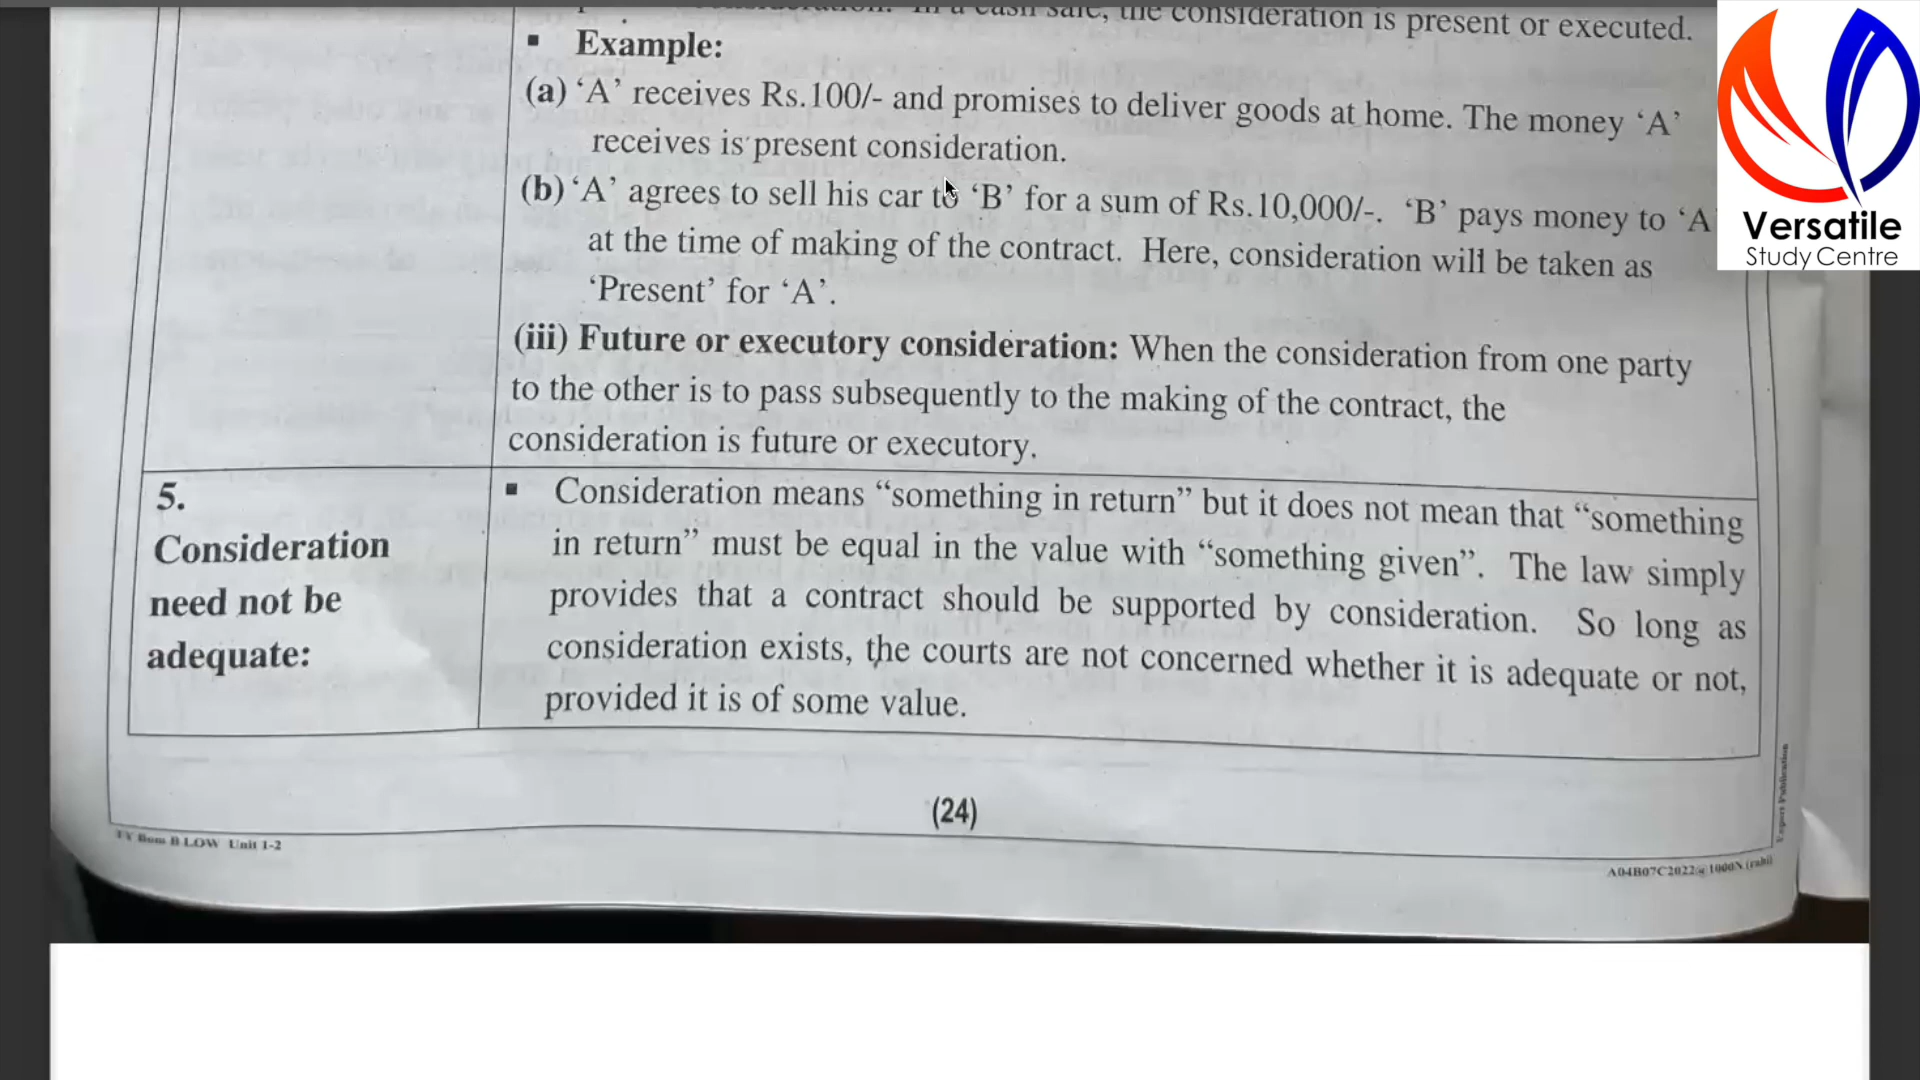 the consideration is present or executed.
▪ Example:
(a) ‘A’ receives Rs.100/- and promises to deliver goods at home. The money ‘A’
receives is present consideration.
(b) ‘A’ agrees to sell his car to ‘B’ for a sum of Rs.10,000/-. ‘B’ pays money to ‘A
at the time of making of the contract. Here, consideration will be taken as
‘Present’ for ‘A’.
(iii) Future or executory consideration: When the consideration from one party
to the other is to pass subsequently to the making of the contract, the
consideration is future or executory.
5.
Consideration
need not be
adequate:
▪ Consideration means “something in return” but it does not mean that “something
in return” must be equal in the value with “something given”. The law simply
provides that a contract should be supported by consideration. So long as
consideration exists, the courts are not concerned whether it is adequate or not,
provided it is of some value.
(24)
Unit 1-2
Expert Publication
Versatile
Study Centre